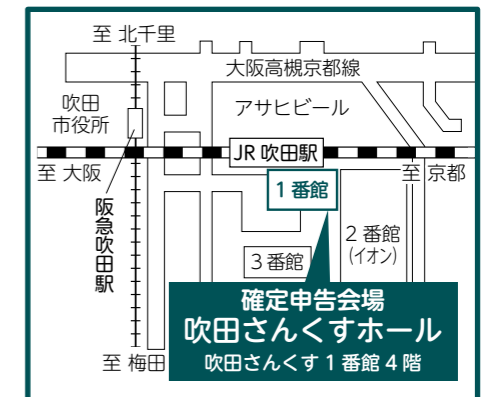 至 北千里
大阪高槻京都線
吹田
市役所
アサヒビール
JR 吹田駅
至 大阪
至 京都
1 番館
阪急吹田駅
2 番館
(イオン)
3 番館
確定申告会場
吹田さんくすホール
吹田さんくす 1 番館 4 階
至 梅田